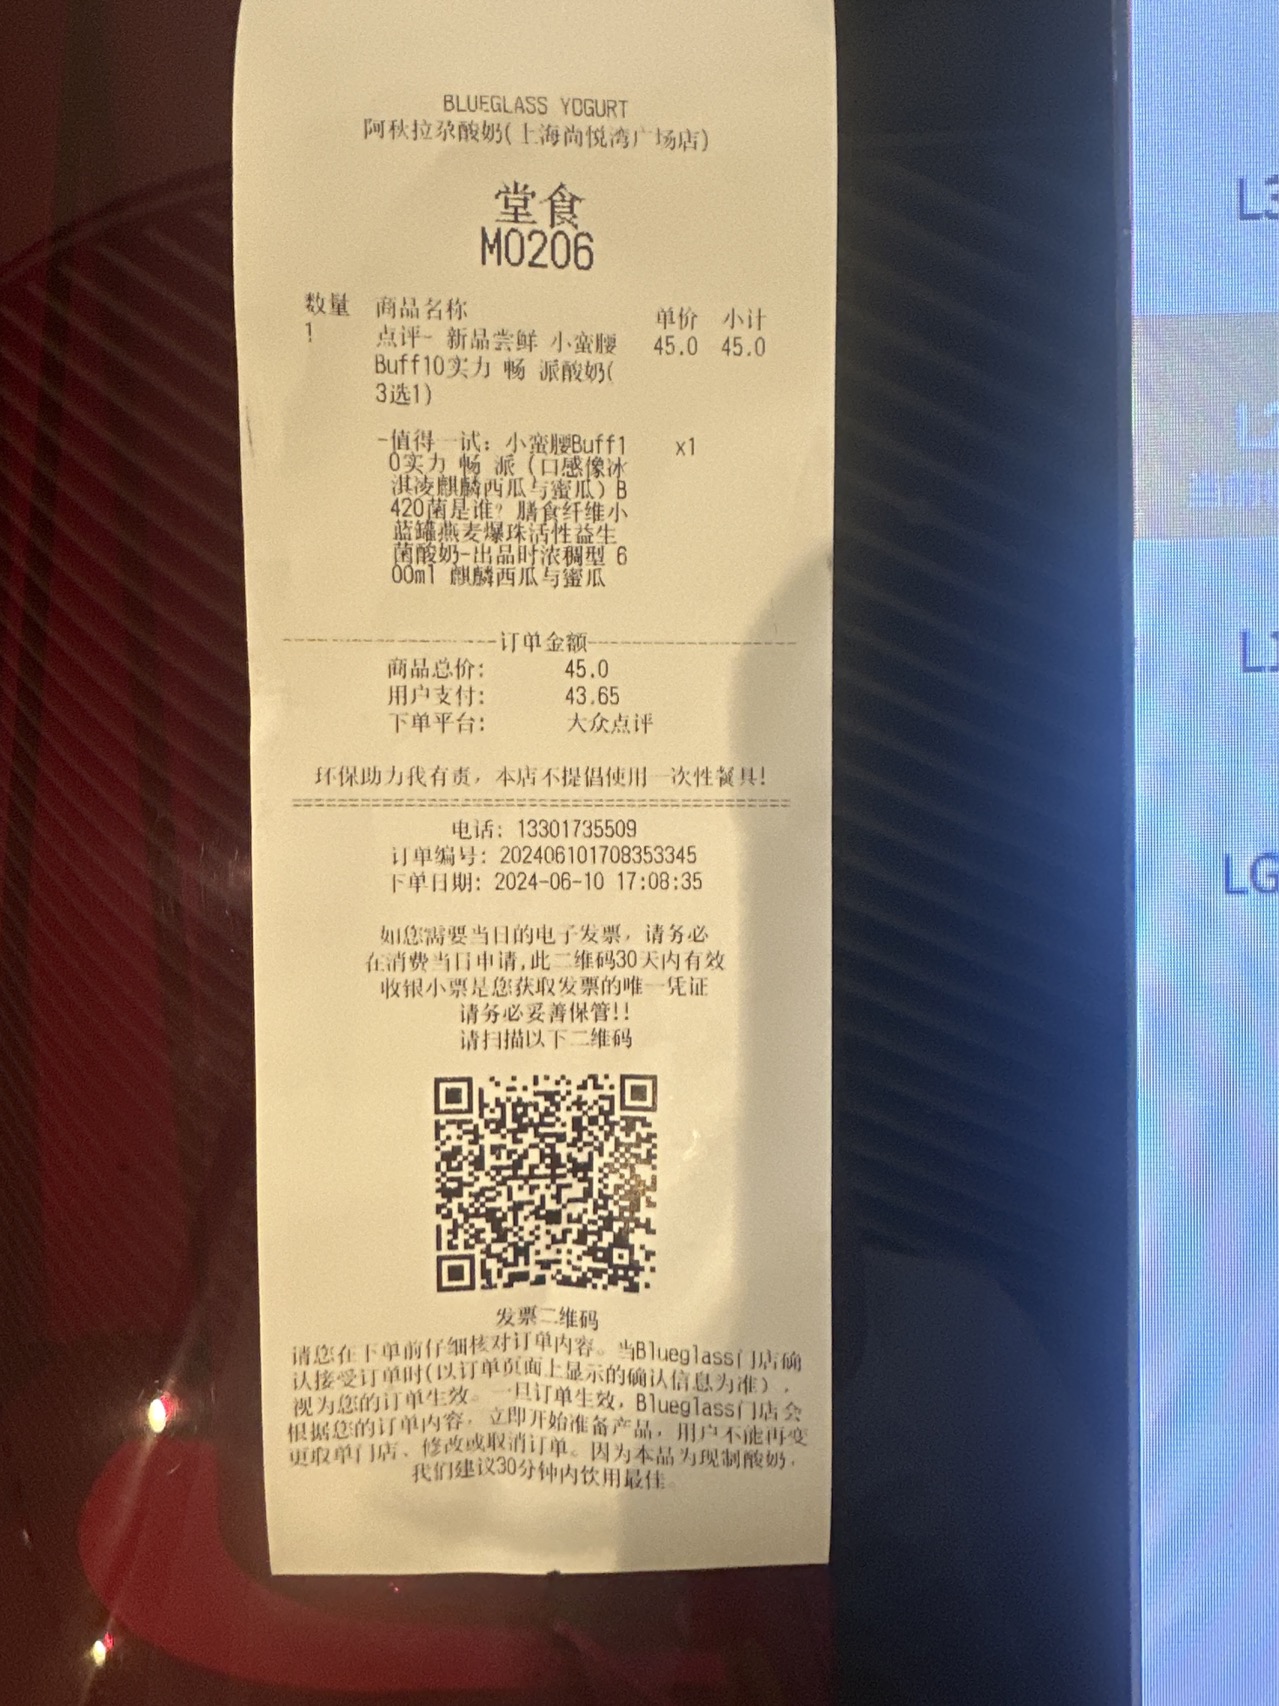 BLUEGLASS YOGURT
阿秋拉尕酸奶(上海尚悦湾广场店)
堂食
M0206
数量 商品名称 单价 小计
1 点评- 新品尝鲜 小蛮腰 45.0 45.0
Buff10实力 畅 派酸奶(
3选1)
-值得一试: 小蛮腰Buff1 x1
0实力 畅 派（口感像冰
淇凌麒麟西瓜与蜜瓜）B
420菌是谁? 膳食纤维小
蓝罐燕麦爆珠活性益生
菌酸奶-出品时浓稠型 6
00ml 麒麟西瓜与蜜瓜
订单金额
商品总价: 45.0
用户支付: 43.65
下单平台: 大众点评
环保助力我有责，本店不提倡使用一次性餐具!
电话: 13301735509
订单编号: 202406101708353345
下单日期: 2024-06-10 17:08:35
如您需要当日的电子发票，请务必
在消费当日申请,此二维码30天内有效
收银小票是您获取发票的唯一凭证
请务必妥善保管!!
请扫描以下二维码
发票二维码
请您在下单前仔细核对订单内容。当Blueglass门店确
认接受订单时(以订单页面上显示的确认信息为准)，
视为您的订单生效。一旦订单生效，Blueglass门店会
根据您的订单内容，立即开始准备产品，用户不能再变
更取单门店、修改或取消订单。因为本品为现制酸奶，
我们建议30分钟内饮用最佳。
LG